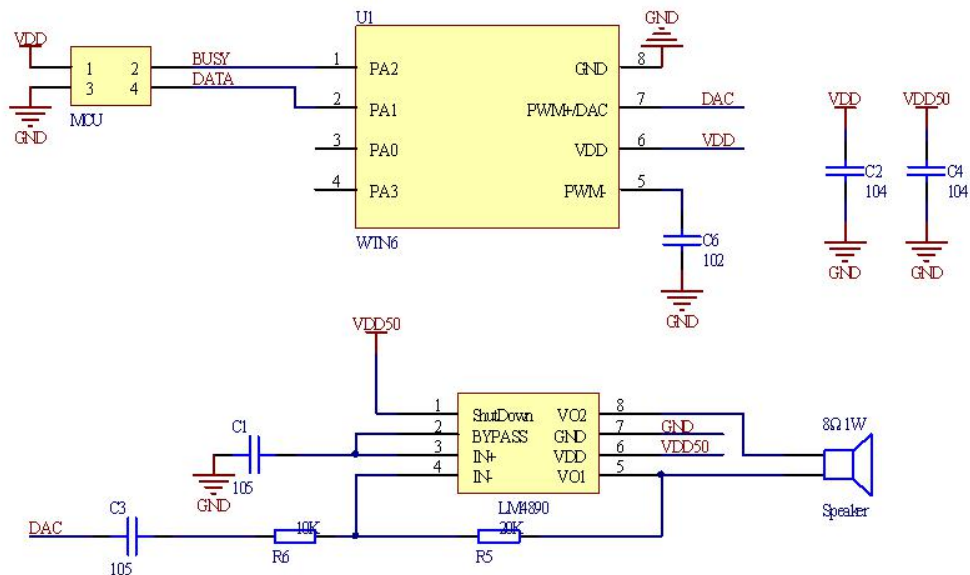 U1
GND
VDD
BUSY
DATA
1 2
3 4
GND
MCU
1 PA2
2 PA1
3 PA0
4 PA3
GND 8
PWM+/DAC 7 DAC
VDD 6 VDD
PWM- 5
WTN6
C6
102
GND
VDD
C2
104
GND
VDD50
C4
104
GND
VDD50
1 ShutDown VO2 8
2 BYPASS GND 7 GND
3 IN+ VDD 6 VDD50
4 IN- VO1 5
LM4890
C1
105
GND
8Ω 1W
Speaker
DAC
C3
105
10K
R6
20K
R5